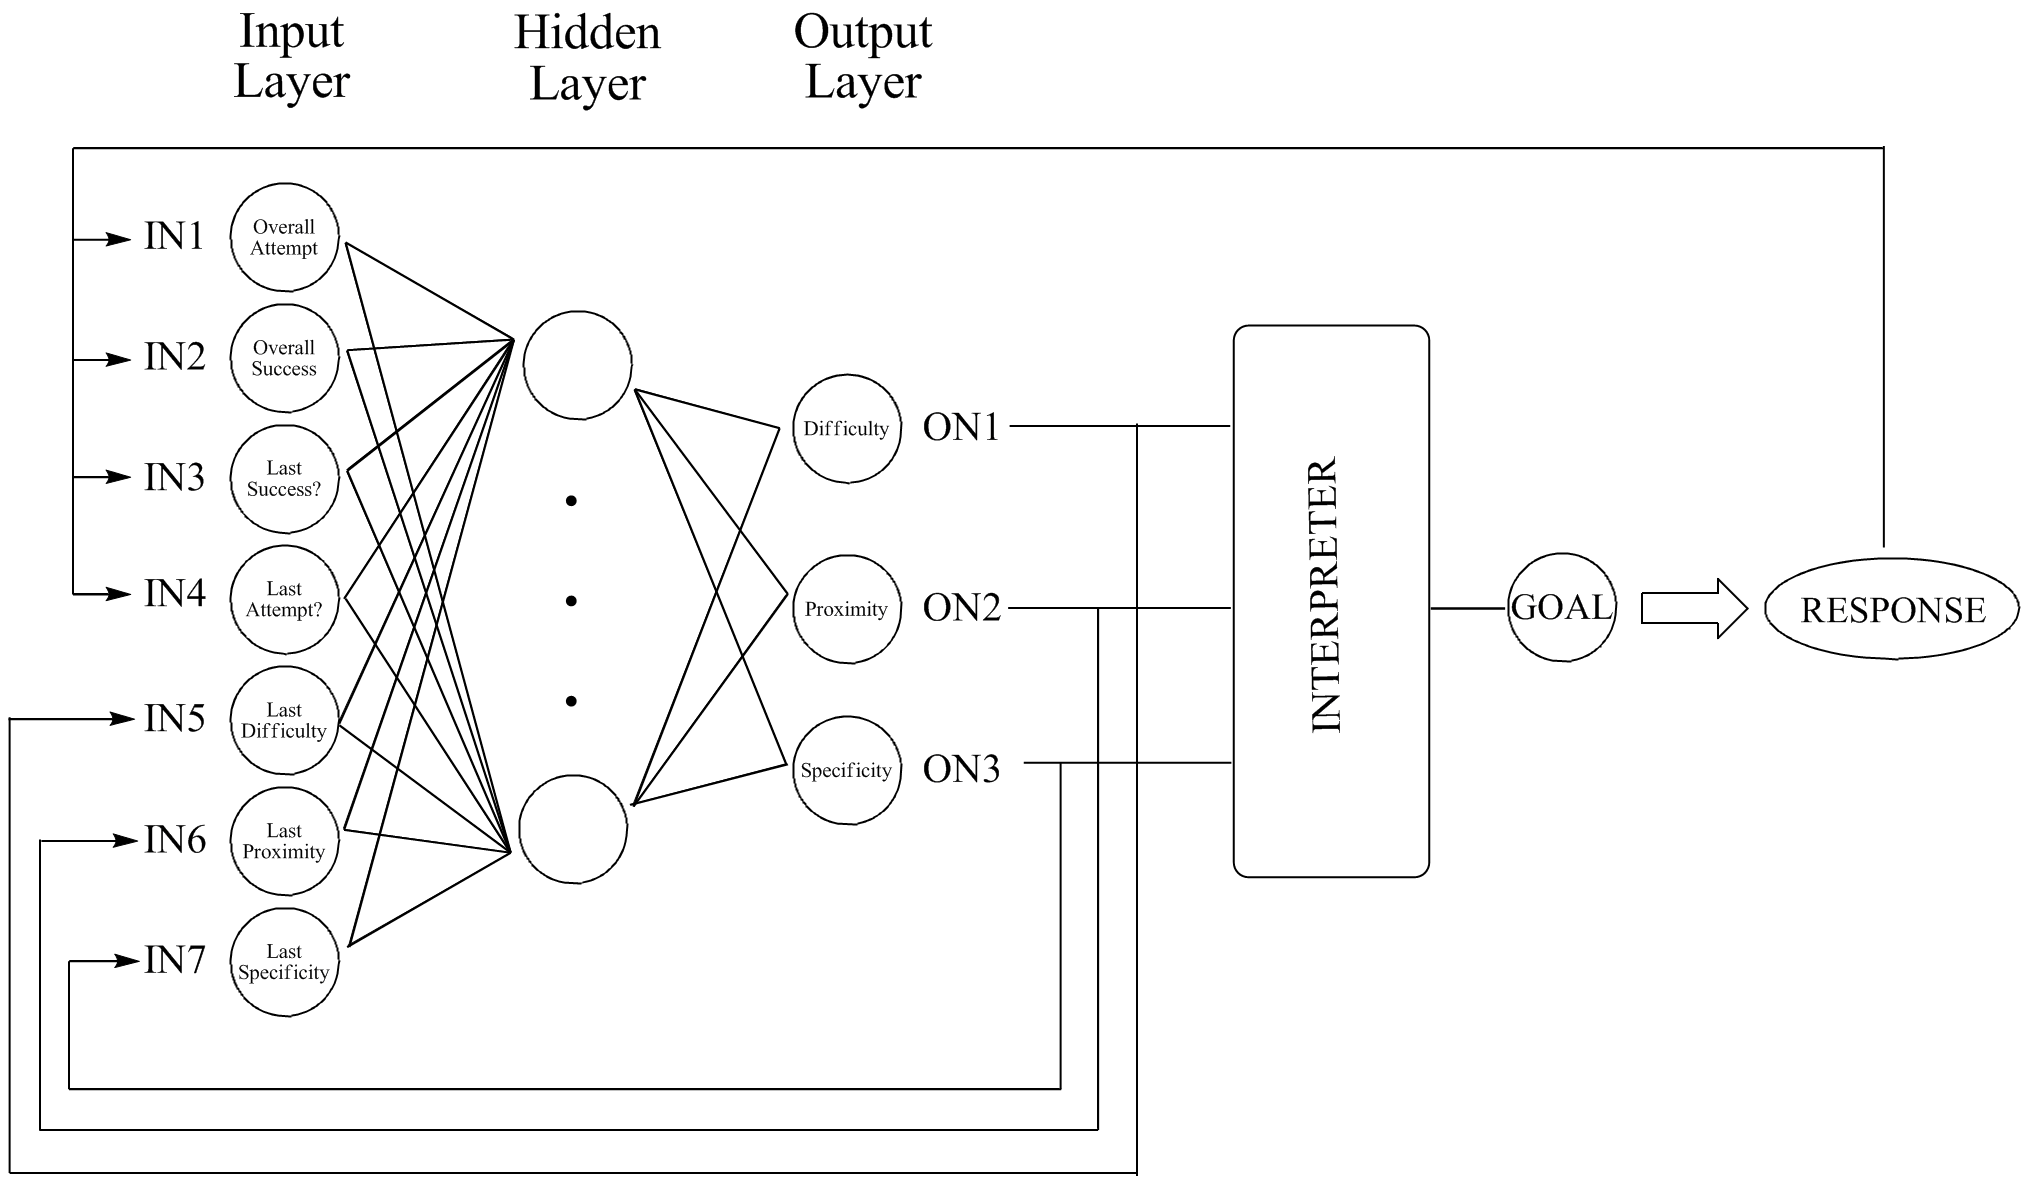 Input
Layer
Hidden
Layer
Output
Layer
IN1
Overall
Attempt
IN2
Overall
Success
IN3
Last
Success?
IN4
Last
Attempt?
IN5
Last
Difficulty
IN6
Last
Proximity
IN7
Last
Specificity
Difficulty
ON1
Proximity
ON2
Specificity
ON3
INTERPRETER
GOAL
RESPONSE